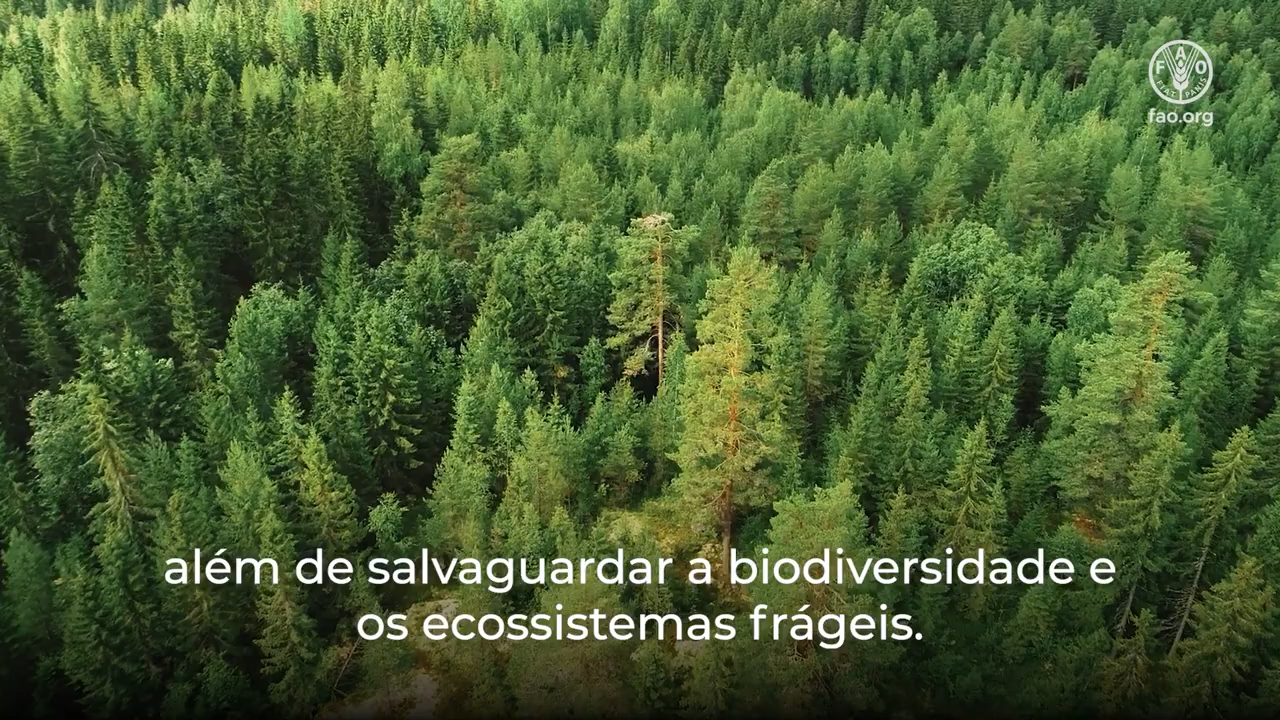 F A O
fao.org
além de salvaguardar a biodiversidade e
os ecossistemas frágeis.